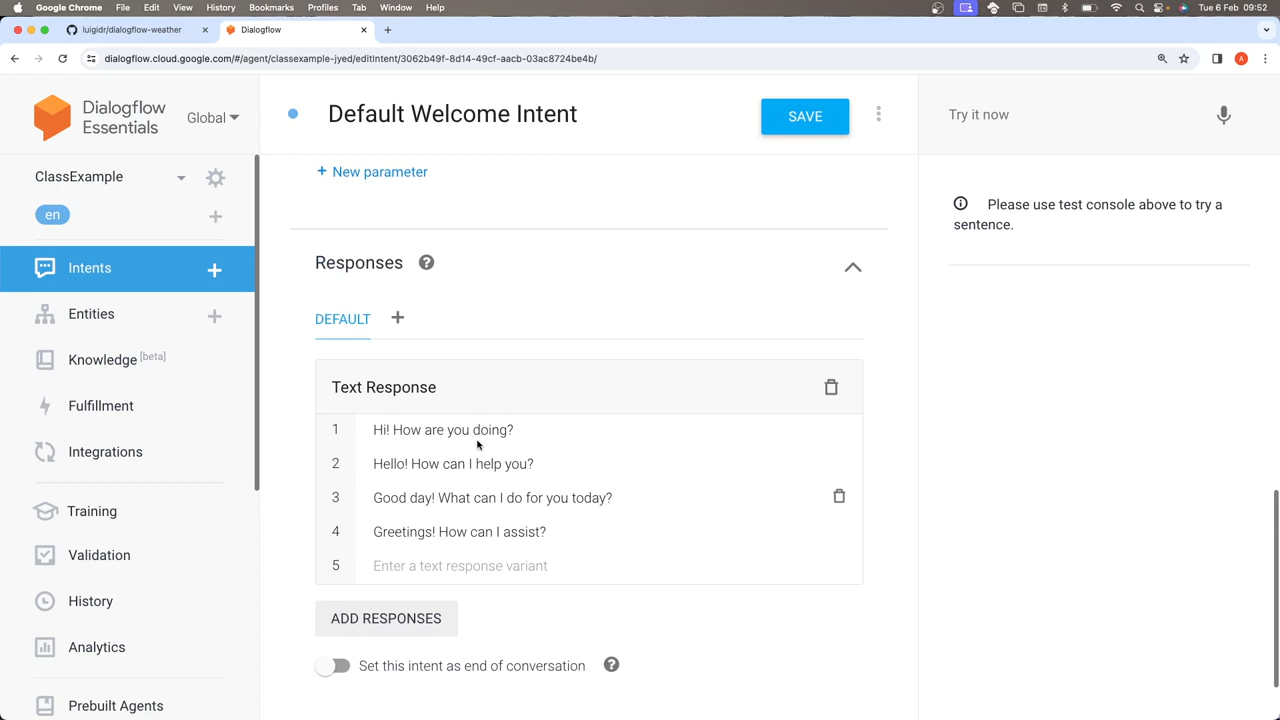 Google Chrome File Edit View History Bookmarks Profiles Tab Window Help
Tue 6 Feb 09:53
luigidr/dialogflow-weather
Dialogflow
dialogflow.cloud.google.com/#/agent/classexample-jyed/editIntent/3062b49f-8d14-49cf-aacb-03ac8724be4b/
A
Dialogflow
Essentials
Global
Default Welcome Intent
SAVE
Try it now
ClassExample
en
Intents
Entities
Knowledge [beta]
Fulfillment
Integrations
Training
Validation
History
Analytics
Prebuilt Agents
+ New parameter
Responses
DEFAULT
Text Response
1 Hi! How are you doing?
2 Hello! How can I help you?
3 Good day! What can I do for you today?
4 Greetings! How can I assist?
5 Enter a text response variant
ADD RESPONSES
Set this intent as end of conversation
Please use test console above to try a
sentence.